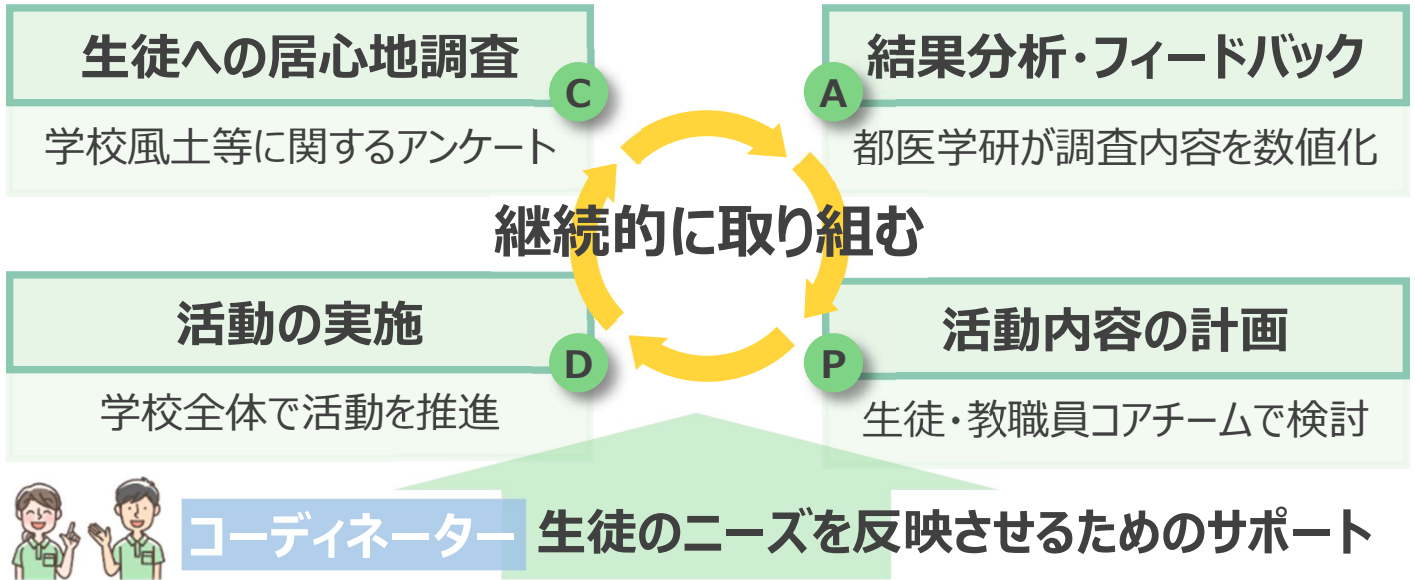 生徒への居心地調査
C
学校風土等に関するアンケート
結果分析・フィードバック
A
都医学研が調査内容を数値化
継続的に取り組む
活動の実施
D
学校全体で活動を推進
活動内容の計画
P
生徒・教職員コアチームで検討
コーディネーター 生徒のニーズを反映させるためのサポート